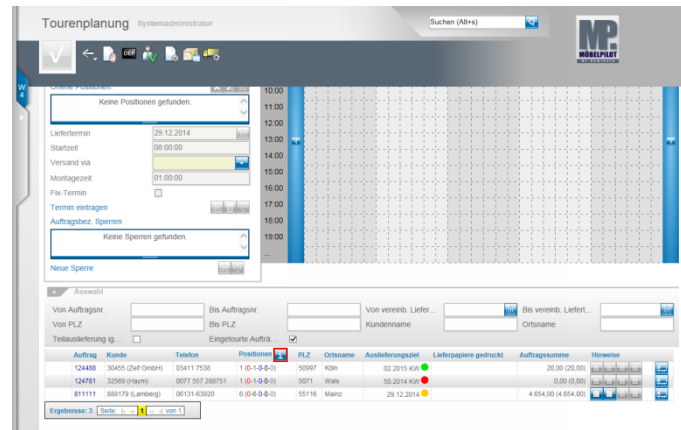 Tourenplanung Systemadministrator
Suchen (Alt+s)
MP.
MÖBELPILOT
DEF
W
4
Offene Positionen
Keine Positionen gefunden.
Liefertermin 29.12.2014
Startzeit 08:00:00
Versand via
Montagezeit 01:00:00
Fix-Termin
Termin eintragen
Auftragsbez. Sperren
Keine Sperren gefunden.
Neue Sperre
10:00
11:00
12:00
13:00
14:00
15:00
16:00
17:00
18:00
19:00
...
Auswahl
Von Auftragsnr. Bis Auftragsnr. Von vereinb. Liefer... Bis vereinb. Liefert...
Von PLZ Bis PLZ Kundenname Ortsname
Teilauslieferung ig... Eingetourte Aufträ...
Auftrag Kunde Telefon Positionen PLZ Ortsname Auslieferungsziel Lieferpapiere gedruckt Auftragssumme Hinweise
124488 30455 (Zeif GmbH) 03411 7536 1 (0-1-0-0-0) 50997 Köln 02.2015 KW 20,00 (20,00)
124781 32569 (Haym) 0077 557 288751 1 (0-1-0-0-0) 5071 Wals 50.2014 KW 0,00 (0,00)
811111 888179 (Lamberg) 06131-63920 6 (0-6-0-0-0) 55116 Mainz 29.12.2014 4.654,00 (4.654,00)
Ergebnisse: 3 Seite: 1 von 1